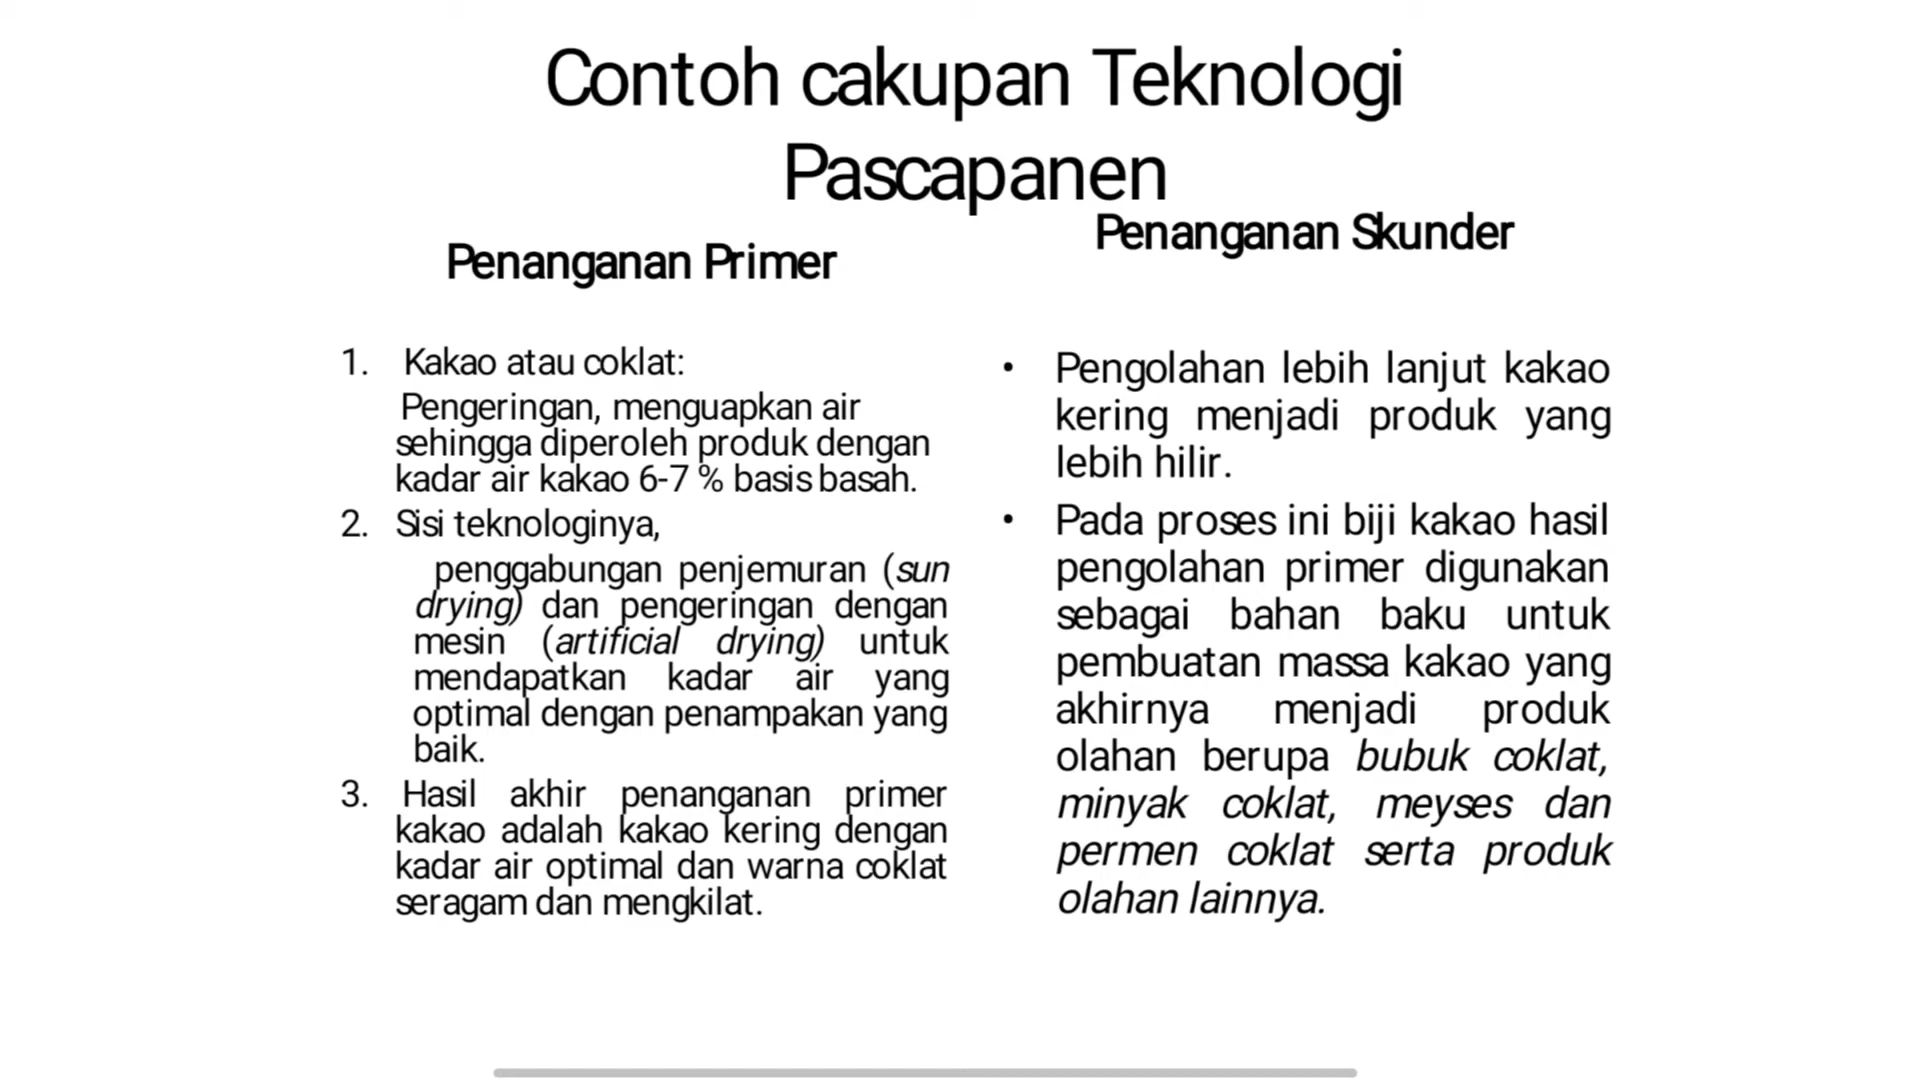 Contoh cakupan Teknologi
Pascapanen
Penanganan Primer
1. Kakao atau coklat:
Pengeringan, menguapkan air
sehingga diperoleh produk dengan
kadar air kakao 6-7 % basis basah.
2. Sisi teknologinya,
penggabungan penjemuran (sun
drying) dan pengeringan dengan
mesin (artificial drying) untuk
mendapatkan kadar air yang
optimal dengan penampakan yang
baik.
3. Hasil akhir penanganan primer
kakao adalah kakao kering dengan
kadar air optimal dan warna coklat
seragam dan mengkilat.
Penanganan Skunder
• Pengolahan lebih lanjut kakao
kering menjadi produk yang
lebih hilir.
• Pada proses ini biji kakao hasil
pengolahan primer digunakan
sebagai bahan baku untuk
pembuatan massa kakao yang
akhirnya menjadi produk
olahan berupa bubuk coklat,
minyak coklat, meyses dan
permen coklat serta produk
olahan lainnya.